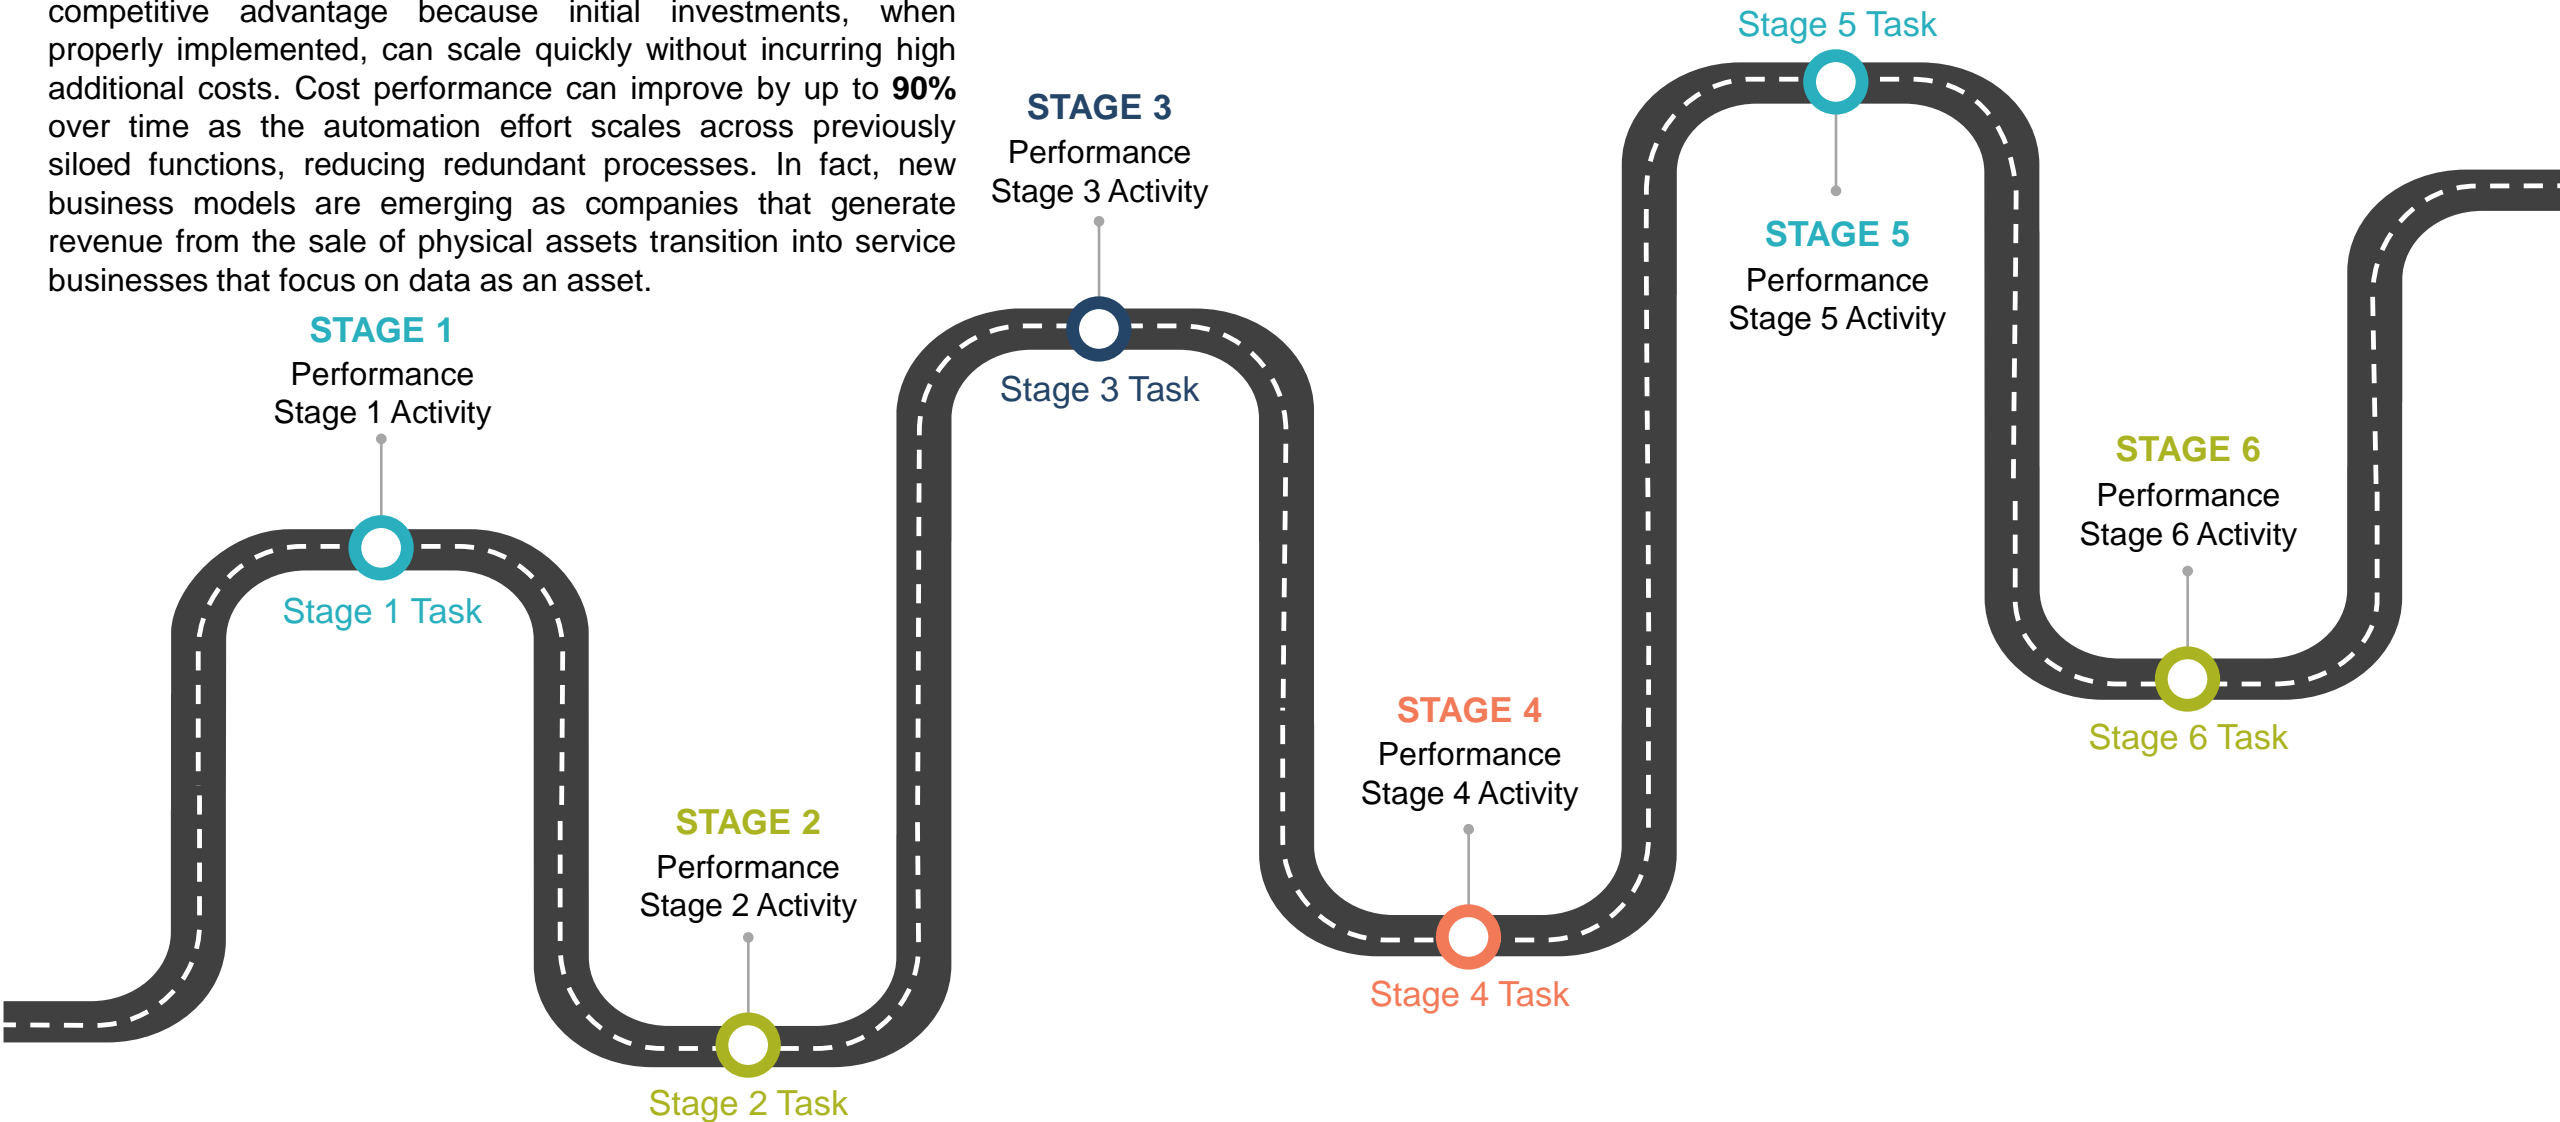 competitive advantage because initial investments, when
properly implemented, can scale quickly without incurring high
additional costs. Cost performance can improve by up to 90%
over time as the automation effort scales across previously
siloed functions, reducing redundant processes. In fact, new
business models are emerging as companies that generate
revenue from the sale of physical assets transition into service
businesses that focus on data as an asset.
STAGE 1
Performance
Stage 1 Activity
Stage 1 Task
STAGE 2
Performance
Stage 2 Activity
Stage 2 Task
STAGE 3
Performance
Stage 3 Activity
Stage 3 Task
STAGE 4
Performance
Stage 4 Activity
Stage 4 Task
Stage 5 Task
STAGE 5
Performance
Stage 5 Activity
STAGE 6
Performance
Stage 6 Activity
Stage 6 Task